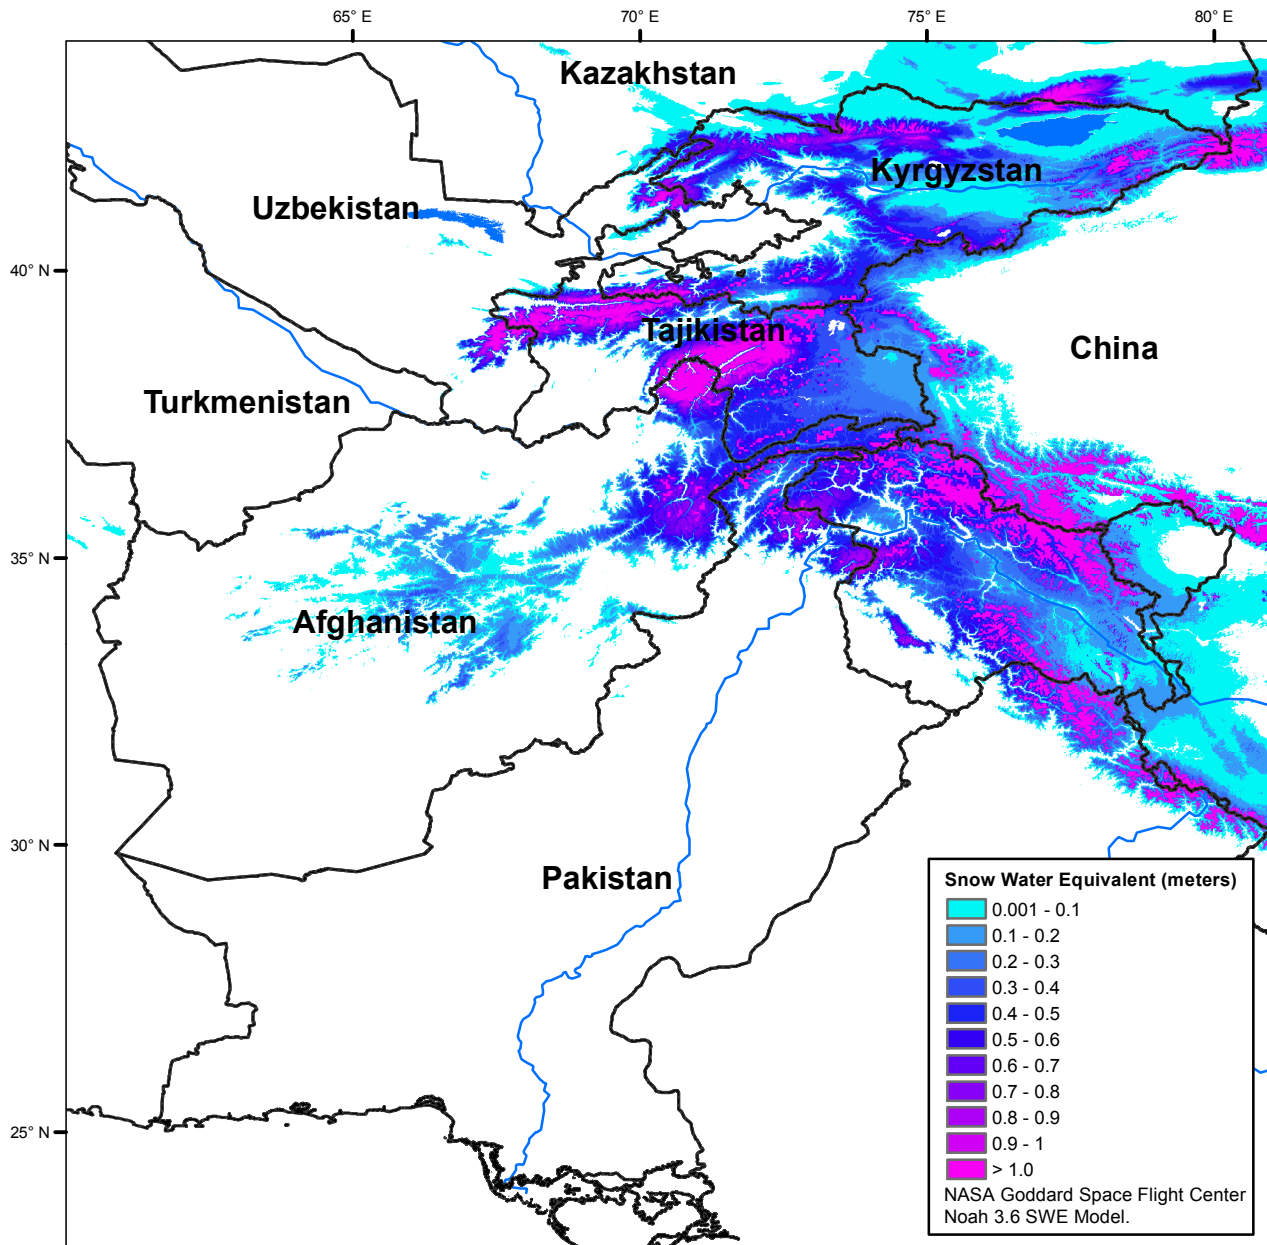 65° E
70° E
75° E
80° E
Kazakhstan
Kyrgyzstan
Uzbekistan
40° N
Tajikistan
China
Turkmenistan
35° N
Afghanistan
30° N
Pakistan
25° N
Snow Water Equivalent (meters)
0.001 - 0.1
0.1 - 0.2
0.2 - 0.3
0.3 - 0.4
0.4 - 0.5
0.5 - 0.6
0.6 - 0.7
0.7 - 0.8
0.8 - 0.9
0.9 - 1
> 1.0
NASA Goddard Space Flight Center
Noah 3.6 SWE Model.